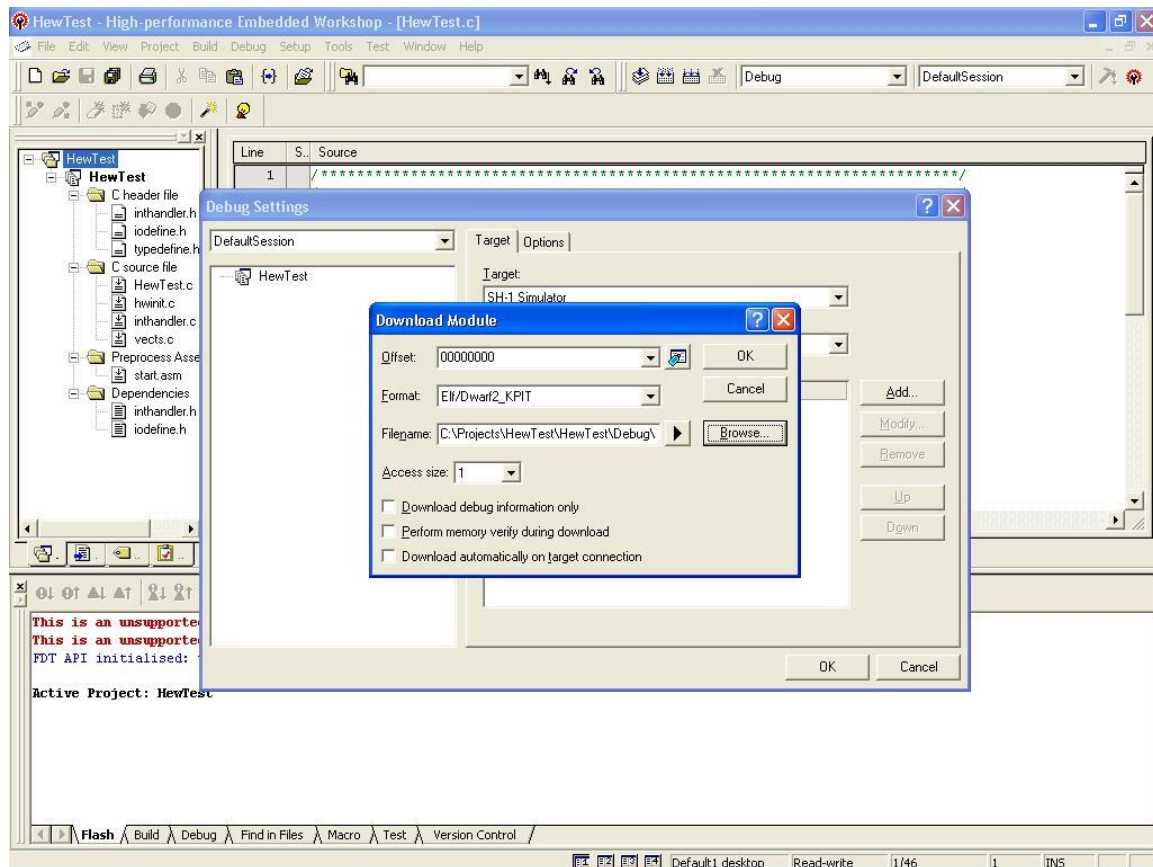 HewTest - High-performance Embedded Workshop - [HewTest.c]
File Edit View Project Build Debug Setup Tools Test Window Help
Debug
DefaultSession
HewTest
HewTest
C header file
inthandler.h
iodefine.h
typedefine.h
C source file
HewTest.c
hwinit.c
inthandler.c
vects.c
Preprocess Asse
start.asm
Dependencies
inthandler.h
iodefine.h
Line S.. Source
1 /***************************************************************************/
Debug Settings
DefaultSession
HewTest
Target Options
Target:
SH-1 Simulator
Add...
Modify...
Remove
Up
Down
OK Cancel
Download Module
Offset: 00000000 OK
Format: Elf/Dwarf2_KPIT Cancel
Filename: C:\Projects\HewTest\HewTest\Debug\ Browse...
Access size: 1
Download debug information only
Perform memory verify during download
Download automatically on target connection
This is an unsupporte
This is an unsupporte
FDT API initialised:
Active Project: HewTest
Flash Build Debug Find in Files Macro Test Version Control
Default1 desktop Read-write 1/46 1 INS